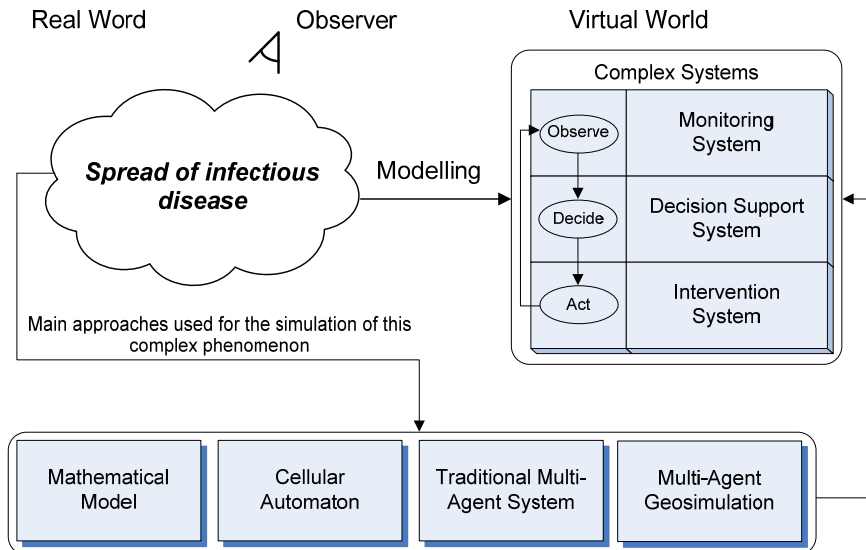 Real Word
Observer
Virtual World
Complex Systems
Spread of infectious
disease
Modelling
Observe
Monitoring
System
Decide
Decision Support
System
Act
Intervention
System
Main approaches used for the simulation of this
complex phenomenon
Mathematical
Model
Cellular
Automaton
Traditional Multi-
Agent System
Multi-Agent
Geosimulation